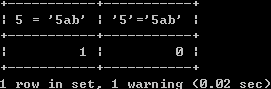 +-----------+-----------+
| 5 = '5ab' | '5'='5ab' |
+-----------+-----------+
|         1 |         0 |
+-----------+-----------+
1 row in set, 1 warning (0.02 sec)